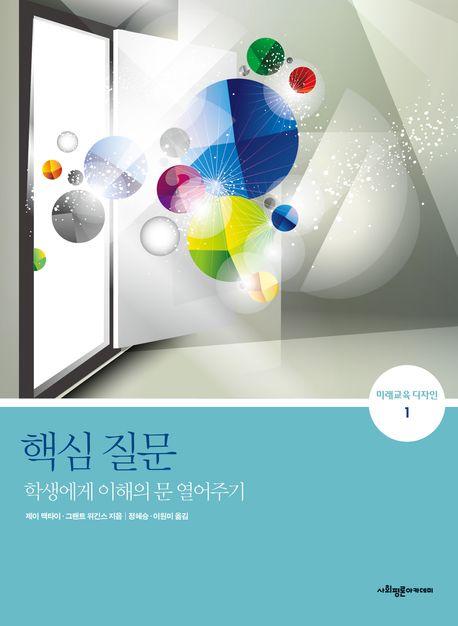 미래교육 디자인
1
핵심 질문
학생에게 이해의 문 열어주기
제이 맥타이·그랜트 위긴스 지음 | 정혜승·이원미 옮김
사회평론아카데미